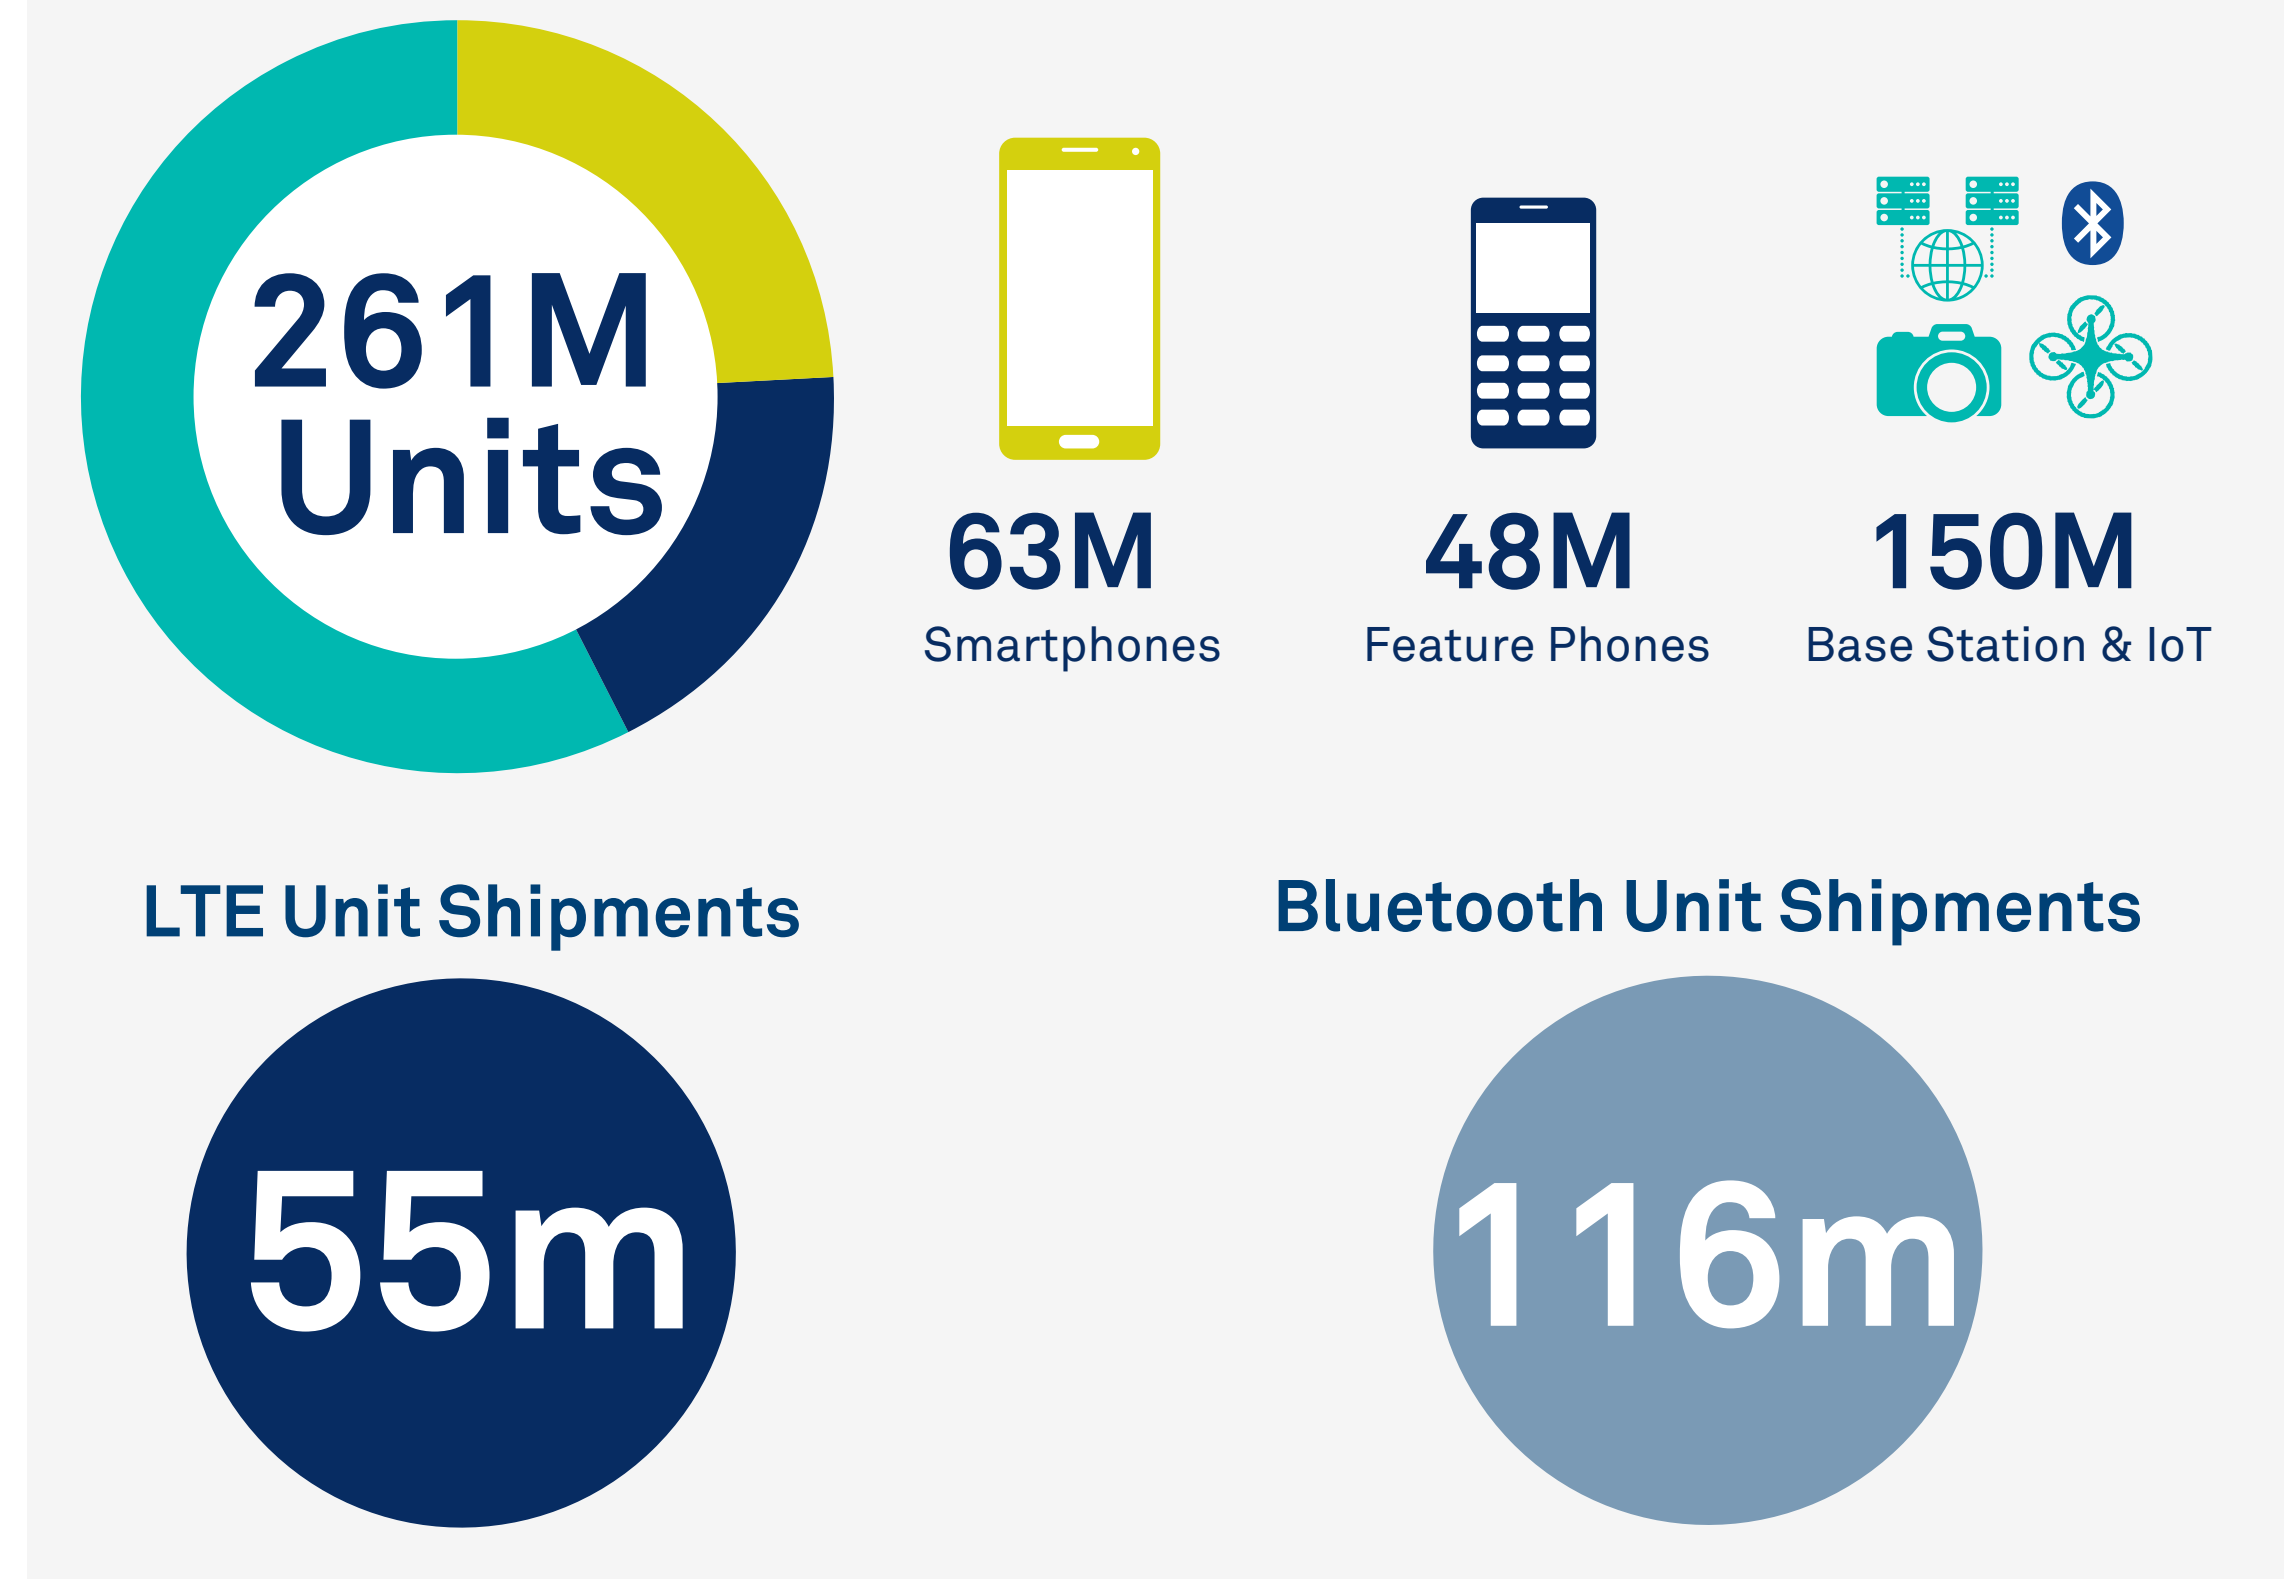 261M
Units
63M
Smartphones
48M
Feature Phones
150M
Base Station & IoT
LTE Unit Shipments
55m
Bluetooth Unit Shipments
116m